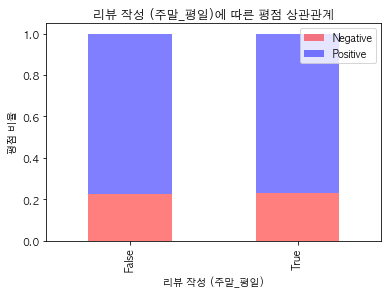 리뷰 작성 (주말_평일)에 따른 평점 상관관계
Negative
Positive
평점 비율
1.0
0.8
0.6
0.4
0.2
0.0
False
True
리뷰 작성 (주말_평일)